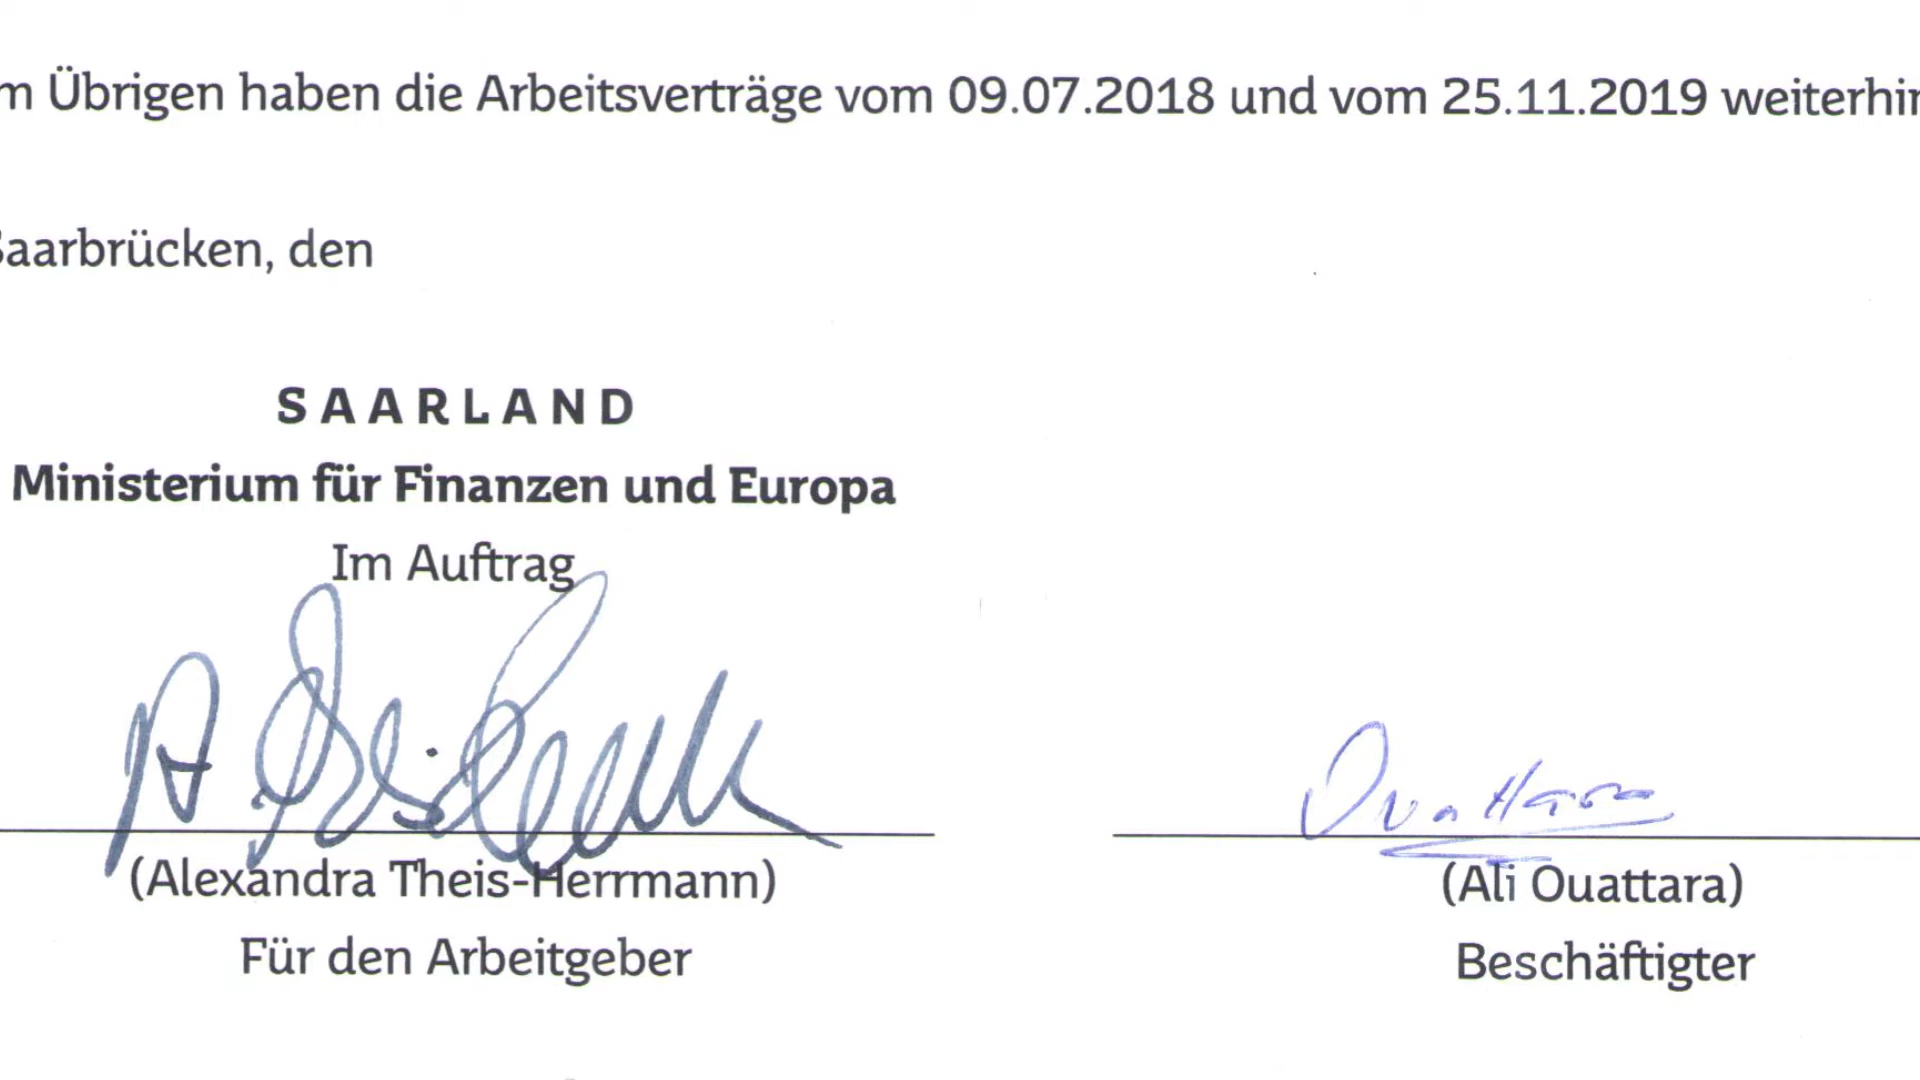 m Übrigen haben die Arbeitsverträge vom 09.07.2018 und vom 25.11.2019 weiterhin
Saarbrücken, den
SAARLAND
Ministerium für Finanzen und Europa
Im Auftrag
(Alexandra Theis-Herrmann)
Für den Arbeitgeber
Ouattara
(Ali Ouattara)
Beschäftigter